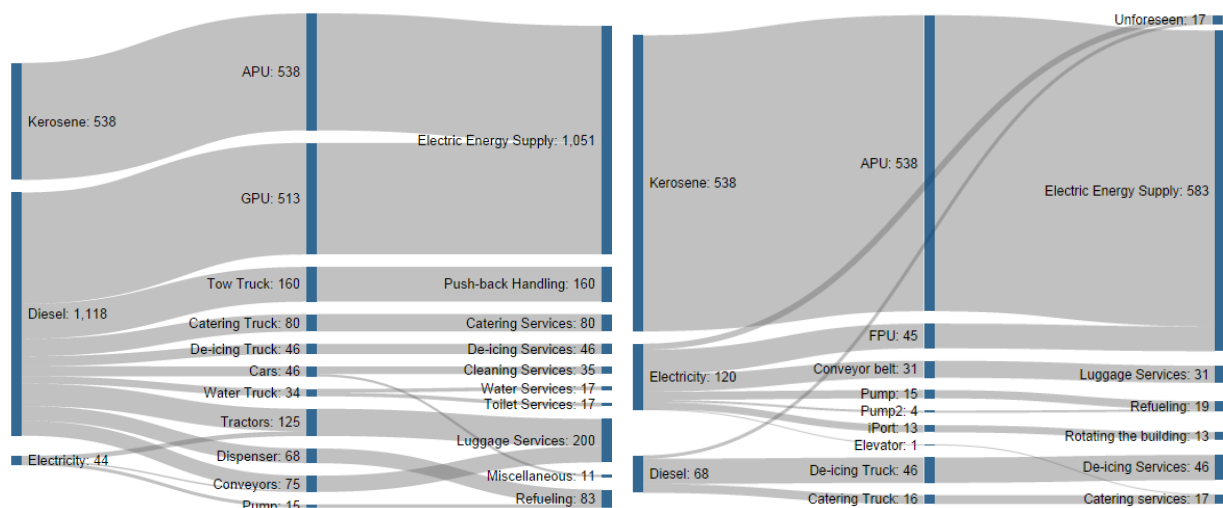 Kerosene: 538
Diesel: 1,118
Electricity: 44
APU: 538
GPU: 513
Tow Truck: 160
Catering Truck: 80
De-icing Truck: 46
Cars: 46
Water Truck: 34
Tractors: 125
Dispenser: 68
Conveyors: 75
Pump: 15
Electric Energy Supply: 1,051
Push-back Handling: 160
Catering Services: 80
De-icing Services: 46
Cleaning Services: 35
Water Services: 17
Toilet Services: 17
Luggage Services: 200
Miscellaneous: 11
Refueling: 83
Kerosene: 538
Electricity: 120
Diesel: 68
APU: 538
FPU: 45
Conveyor belt: 31
Pump: 15
Pump2: 4
iPort: 13
Elevator: 1
De-icing Truck: 46
Catering Truck: 16
Unforeseen: 17
Electric Energy Supply: 583
Luggage Services: 31
Refueling: 19
Rotating the building: 13
De-icing Services: 46
Catering services: 17